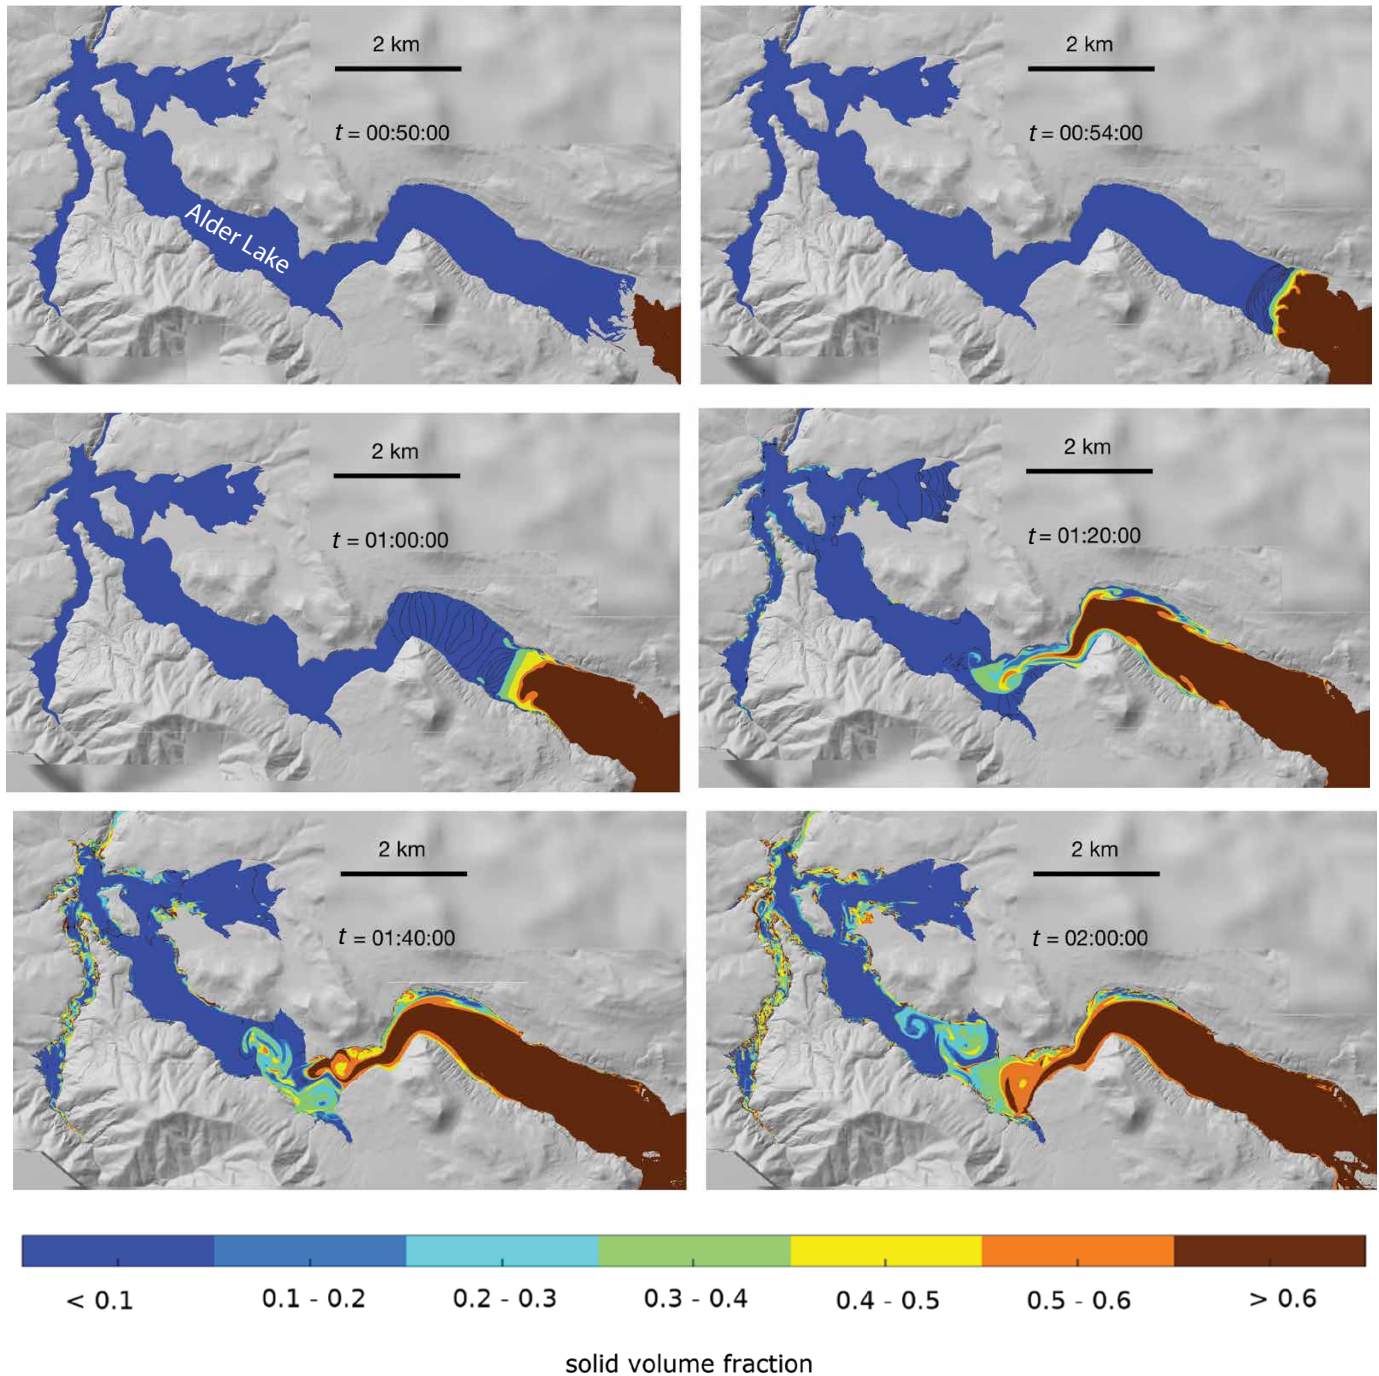 2 km
t = 00:50:00
Alder Lake
2 km
t = 00:54:00
2 km
t = 01:00:00
2 km
t = 01:20:00
2 km
t = 01:40:00
2 km
t = 02:00:00
< 0.1 0.1 - 0.2 0.2 - 0.3 0.3 - 0.4 0.4 - 0.5 0.5 - 0.6 > 0.6
solid volume fraction